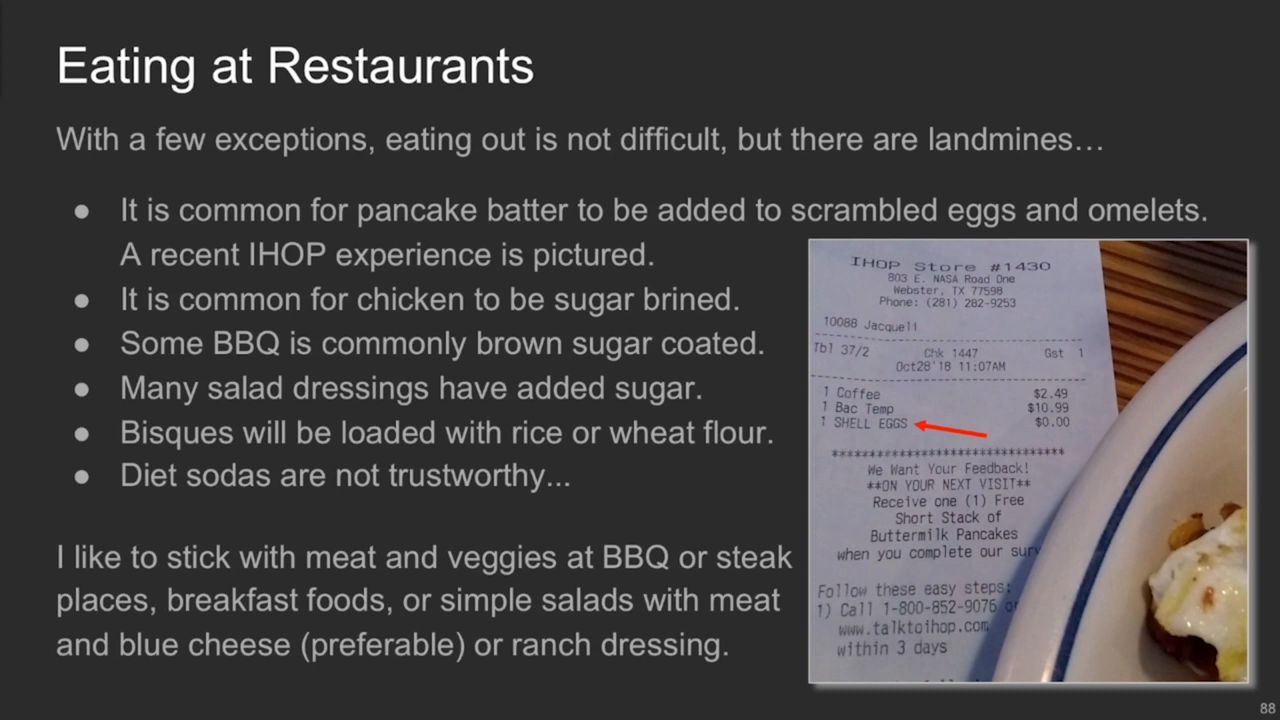 Eating at Restaurants
With a few exceptions, eating out is not difficult, but there are landmines…
● It is common for pancake batter to be added to scrambled eggs and omelets.
A recent IHOP experience is pictured.
● It is common for chicken to be sugar brined.
● Some BBQ is commonly brown sugar coated.
● Many salad dressings have added sugar.
● Bisques will be loaded with rice or wheat flour.
● Diet sodas are not trustworthy...
I like to stick with meat and veggies at BBQ or steak
places, breakfast foods, or simple salads with meat
and blue cheese (preferable) or ranch dressing.
IHOP Store #1430
803 E. NASA Road One
Webster, TX 77598
Phone: (281) 282-9253
10088 Jacquell
Tbl 37/2 Chk 1447 Gst 1
Oct28'18 11:07AM
1 Coffee $2.49
1 Bac Temp $10.99
1 SHELL EGGS $0.00
******************************
We Want Your Feedback!
**ON YOUR NEXT VISIT**
Receive one (1) Free
Short Stack of
Buttermilk Pancakes
when you complete our
Follow these easy steps:
1) Call 1-800-852-9076 or
www.talktoihop.com
within 3 days
88